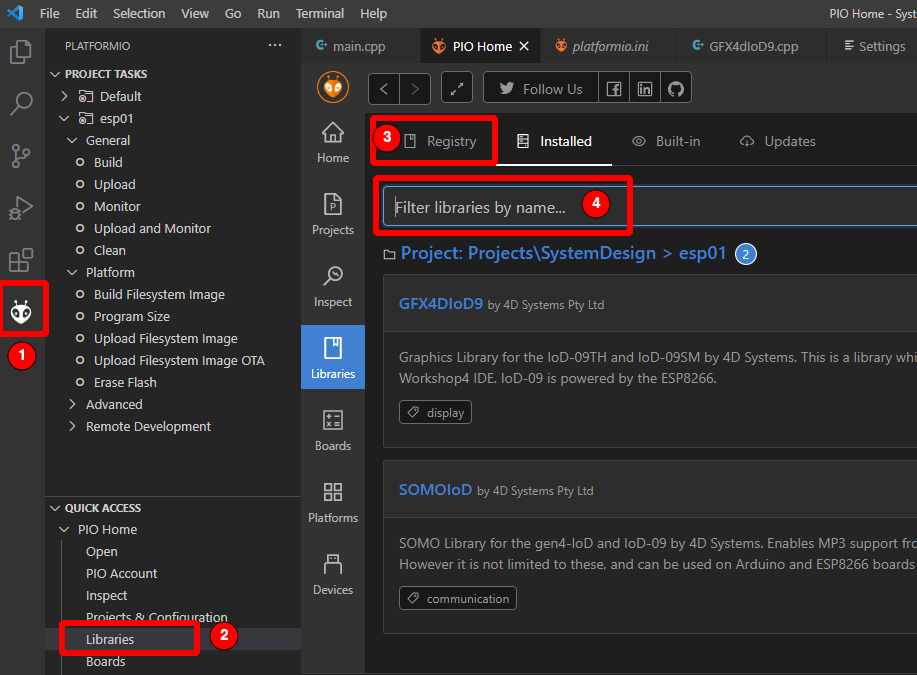 File Edit Selection View Go Run Terminal Help PIO Home - Syst
PLATFORMIO ...
main.cpp PIO Home platformio.ini GFX4dIoD9.cpp Settings
PROJECT TASKS
Default
esp01
General
Build
Upload
Monitor
Upload and Monitor
Clean
Platform
Build Filesystem Image
Program Size
Upload Filesystem Image
Upload Filesystem Image OTA
Erase Flash
Advanced
Remote Development
1
QUICK ACCESS
PIO Home
Open
PIO Account
Inspect
Projects & Configuration
Libraries 2
Boards
Home
Projects
Inspect
Libraries
Boards
Platforms
Devices
Follow Us
3 Registry Installed Built-in Updates
Filter libraries by name... 4
Project: Projects\SystemDesign > esp01 2
GFX4DIoD9 by 4D Systems Pty Ltd
Graphics Library for the IoD-09TH and IoD-09SM by 4D Systems. This is a library whi
Workshop4 IDE. IoD-09 is powered by the ESP8266.
display
SOMOIoD by 4D Systems Pty Ltd
SOMO Library for the gen4-IoD and IoD-09 by 4D Systems. Enables MP3 support fro
However it is not limited to these, and can be used on Arduino and ESP8266 boards
communication